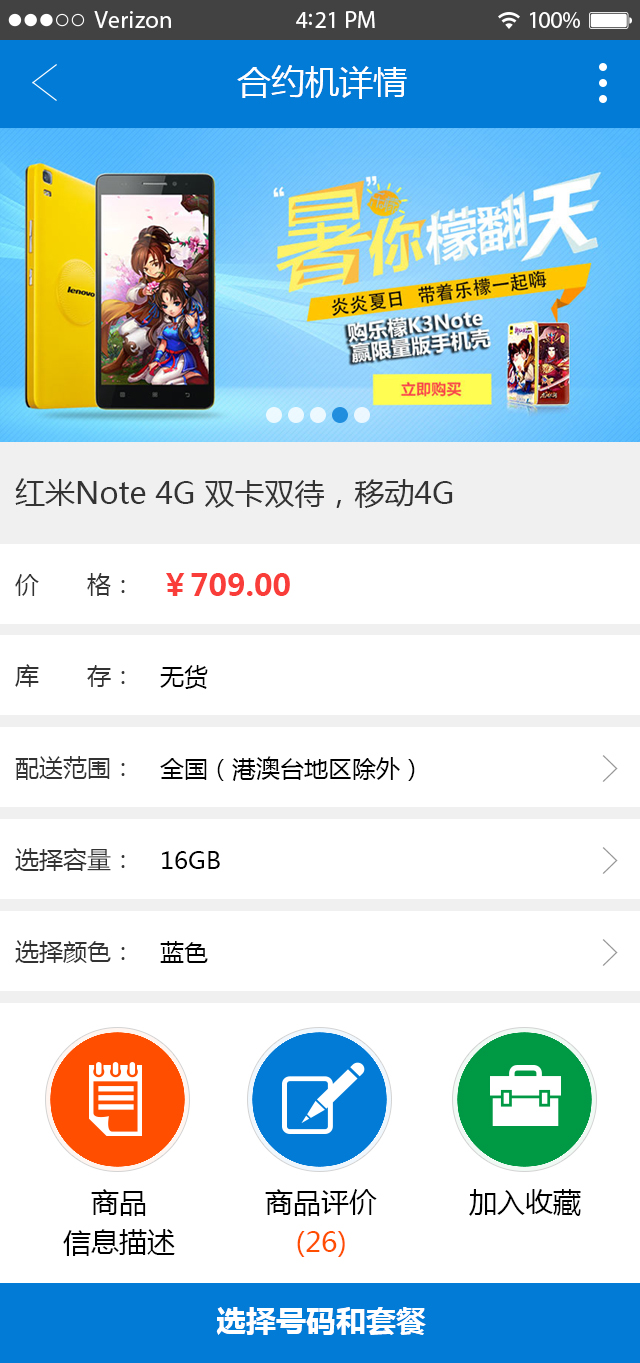 Verizon 4:21 PM 100%
合约机详情
“暑”你檬翻天
炎炎夏日 带着乐檬一起嗨
购乐檬K3Note
赢限量版手机壳
立即购买
lenovo
红米Note 4G 双卡双待，移动4G
价 格： ￥709.00
库 存： 无货
配送范围： 全国（港澳台地区除外）
选择容量： 16GB
选择颜色： 蓝色
商品
信息描述
商品评价
(26)
加入收藏
选择号码和套餐